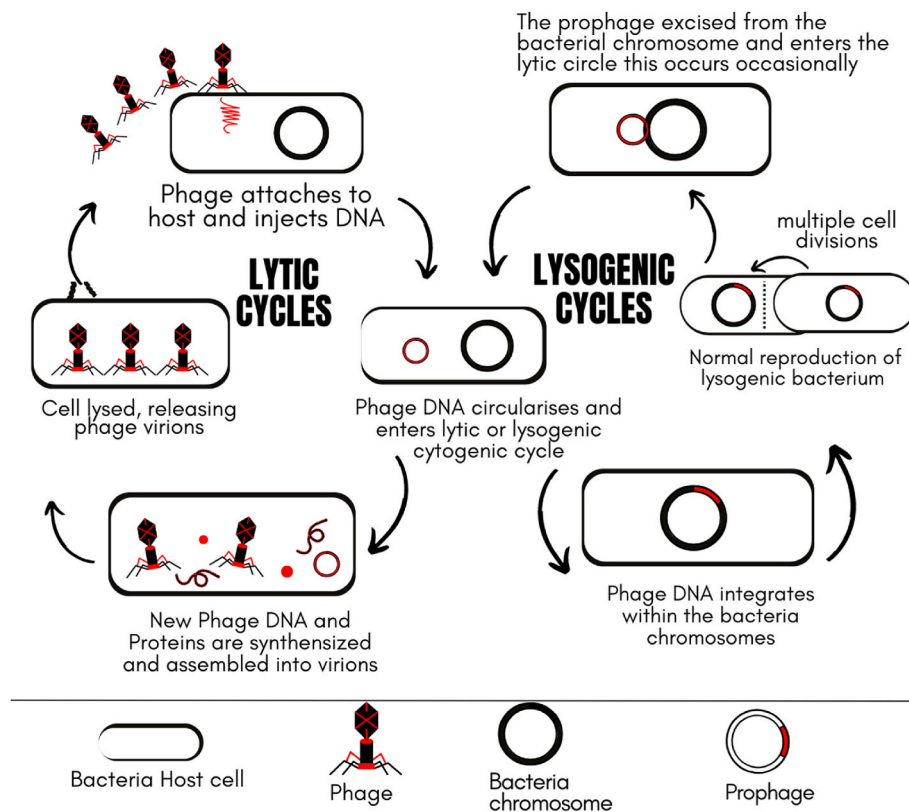 The prophage excised from the
bacterial chromosome and enters the
lytic circle this occurs occasionally
Phage attaches to
host and injects DNA
LYTIC
CYCLES
LYSOGENIC
CYCLES
multiple cell
divisions
Normal reproduction of
lysogenic bacterium
Cell lysed, releasing
phage virions
Phage DNA circularises and
enters lytic or lysogenic
cytogenic cycle
New Phage DNA and
Proteins are synthensized
and assembled into virions
Phage DNA integrates
within the bacteria
chromosomes
Bacteria Host cell
Phage
Bacteria
chromosome
Prophage